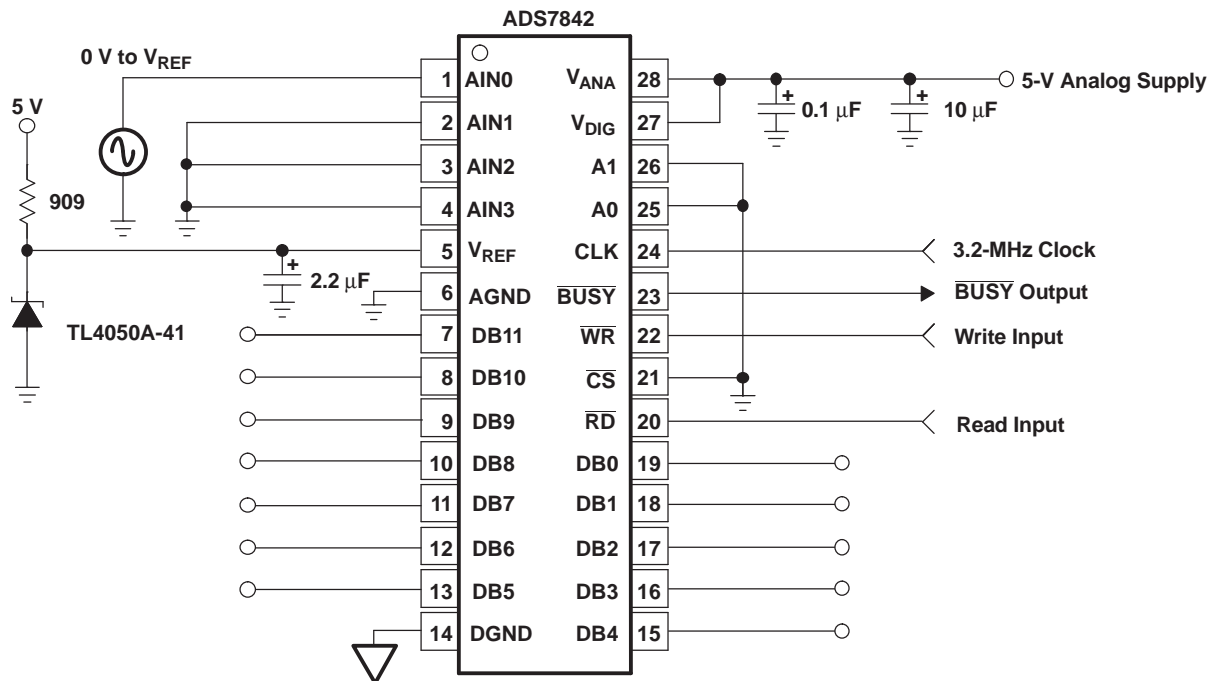 ADS7842
0 V to VREF
5 V
909
TL4050A-41
2.2 μF
+
1 AIN0
2 AIN1
3 AIN2
4 AIN3
5 VREF
6 AGND
7 DB11
8 DB10
9 DB9
10 DB8
11 DB7
12 DB6
13 DB5
14 DGND
VANA 28
VDIG 27
A1 26
A0 25
CLK 24
BUSY 23
WR 22
CS 21
RD 20
DB0 19
DB1 18
DB2 17
DB3 16
DB4 15
+
0.1 μF
+
10 μF
5-V Analog Supply
3.2-MHz Clock
BUSY Output
Write Input
Read Input